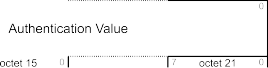 0
Authentication Value
octet 15 0 7 octet 21 0